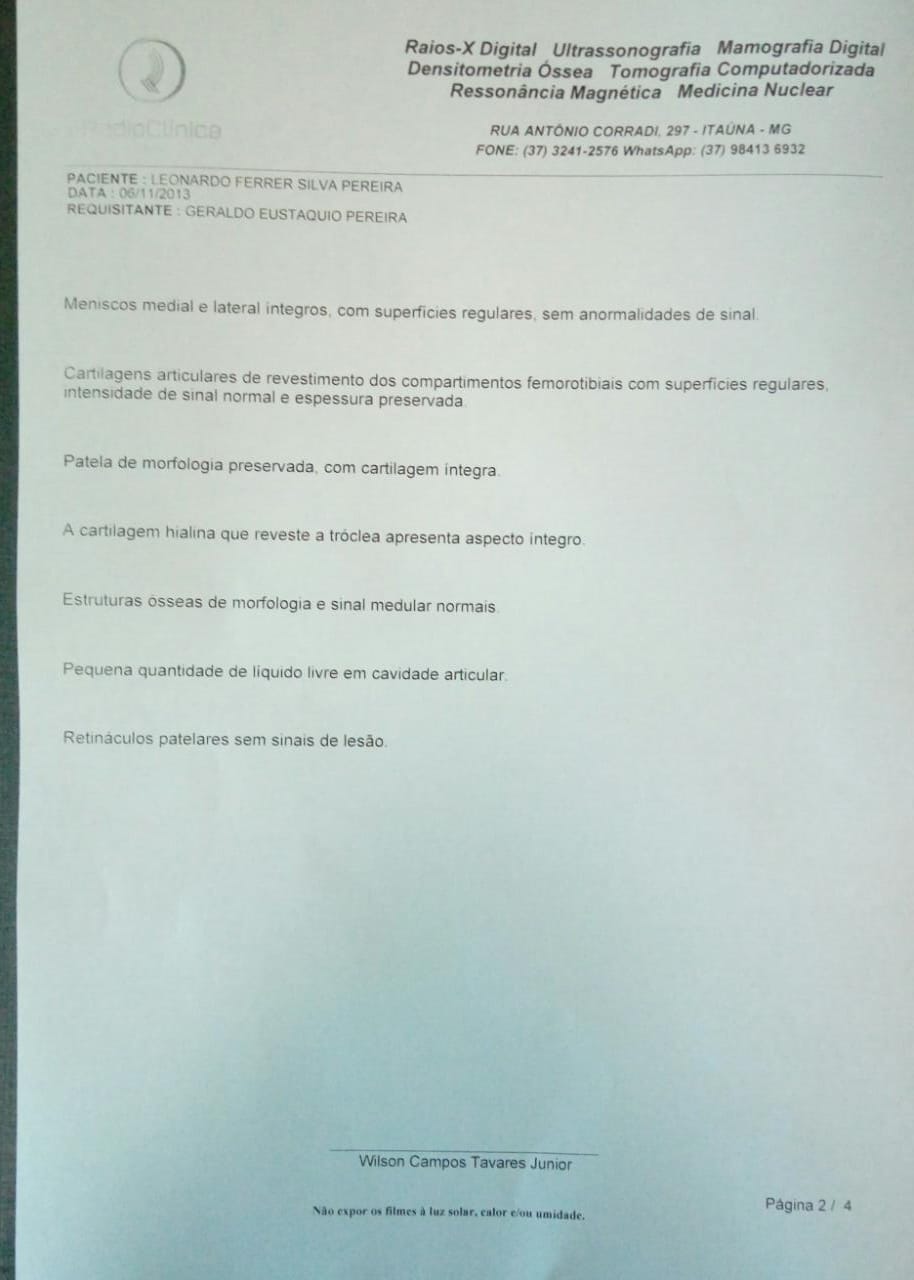 RadioClínica
Raios-X Digital Ultrassonografia Mamografia Digital
Densitometria Óssea Tomografia Computadorizada
Ressonância Magnética Medicina Nuclear
RUA ANTÔNIO CORRADI, 297 - ITAÚNA - MG
FONE: (37) 3241-2576 WhatsApp: (37) 98413 6932
PACIENTE : LEONARDO FERRER SILVA PEREIRA
DATA : 06/11/2013
REQUISITANTE : GERALDO EUSTAQUIO PEREIRA
Meniscos medial e lateral íntegros, com superfícies regulares, sem anormalidades de sinal.
Cartilagens articulares de revestimento dos compartimentos femorotibiais com superfícies regulares,
intensidade de sinal normal e espessura preservada.
Patela de morfologia preservada, com cartilagem íntegra.
A cartilagem hialina que reveste a tróclea apresenta aspecto íntegro.
Estruturas ósseas de morfologia e sinal medular normais.
Pequena quantidade de líquido livre em cavidade articular.
Retináculos patelares sem sinais de lesão.
Wilson Campos Tavares Junior
Não expor os filmes à luz solar, calor e/ou umidade.
Página 2 / 4